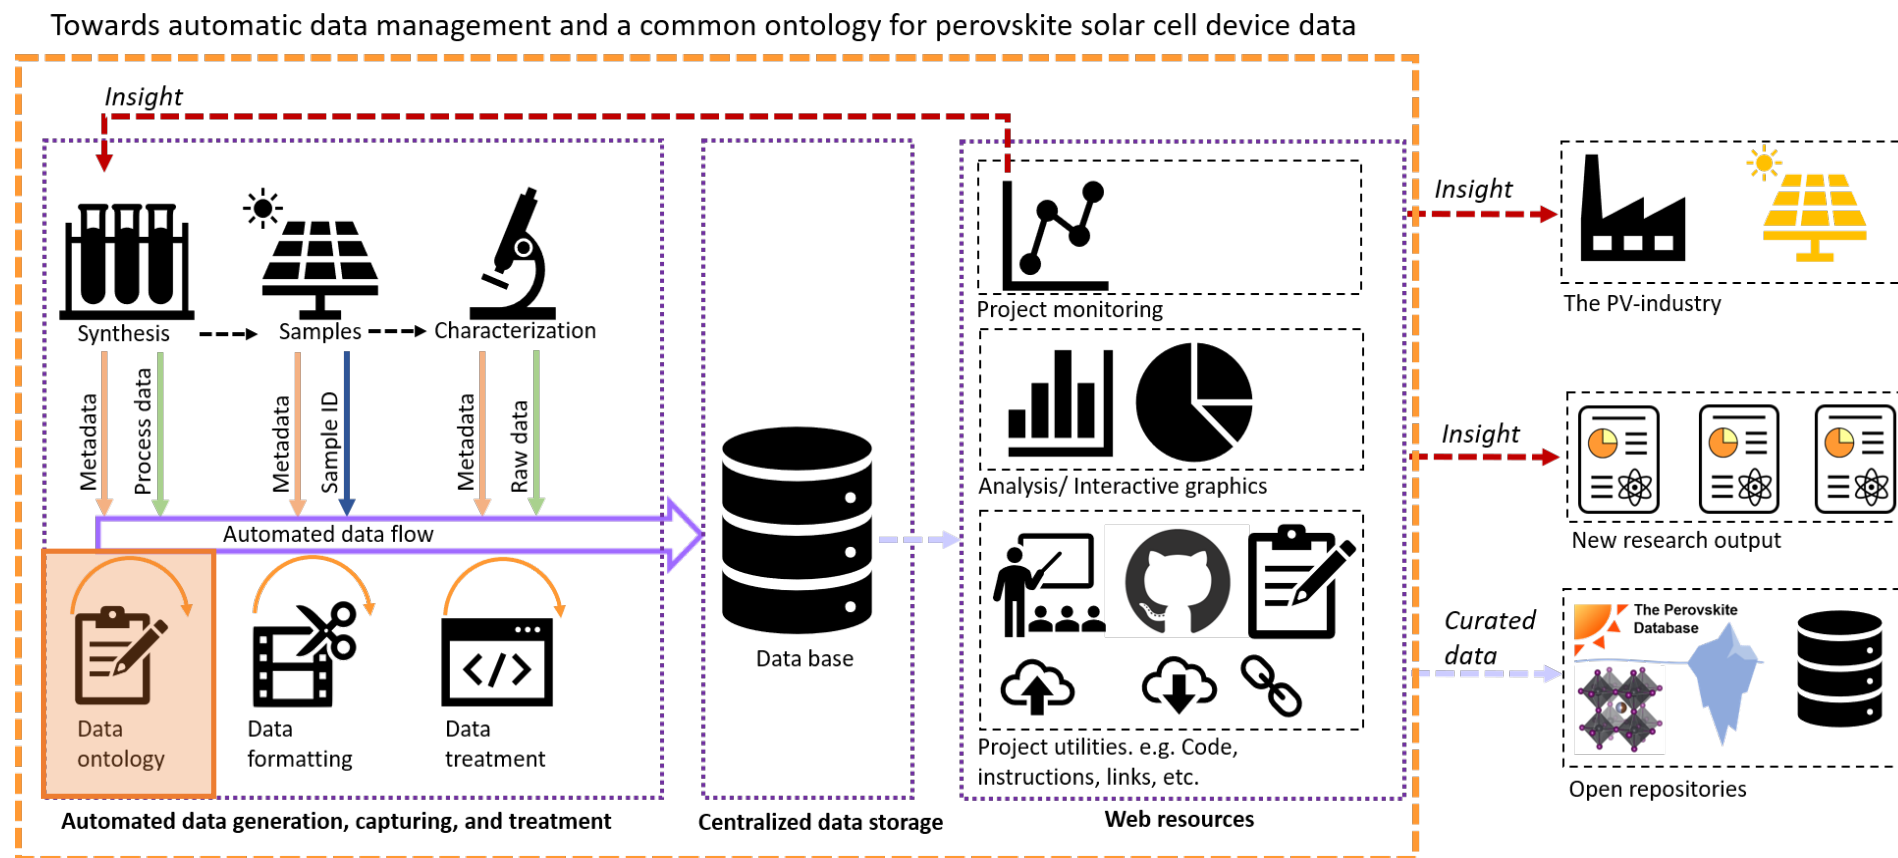 Towards automatic data management and a common ontology for perovskite solar cell device data
Insight
Synthesis
Samples
Characterization
Metadata
Process data
Metadata
Sample ID
Metadata
Raw data
Automated data flow
Data
ontology
Data
formatting
Data
treatment
Automated data generation, capturing, and treatment
Data base
Centralized data storage
Project monitoring
Analysis/ Interactive graphics
Project utilities. e.g. Code,
instructions, links, etc.
Web resources
Insight
The PV-industry
Insight
New research output
Curated
data
The Perovskite
Database
Open repositories